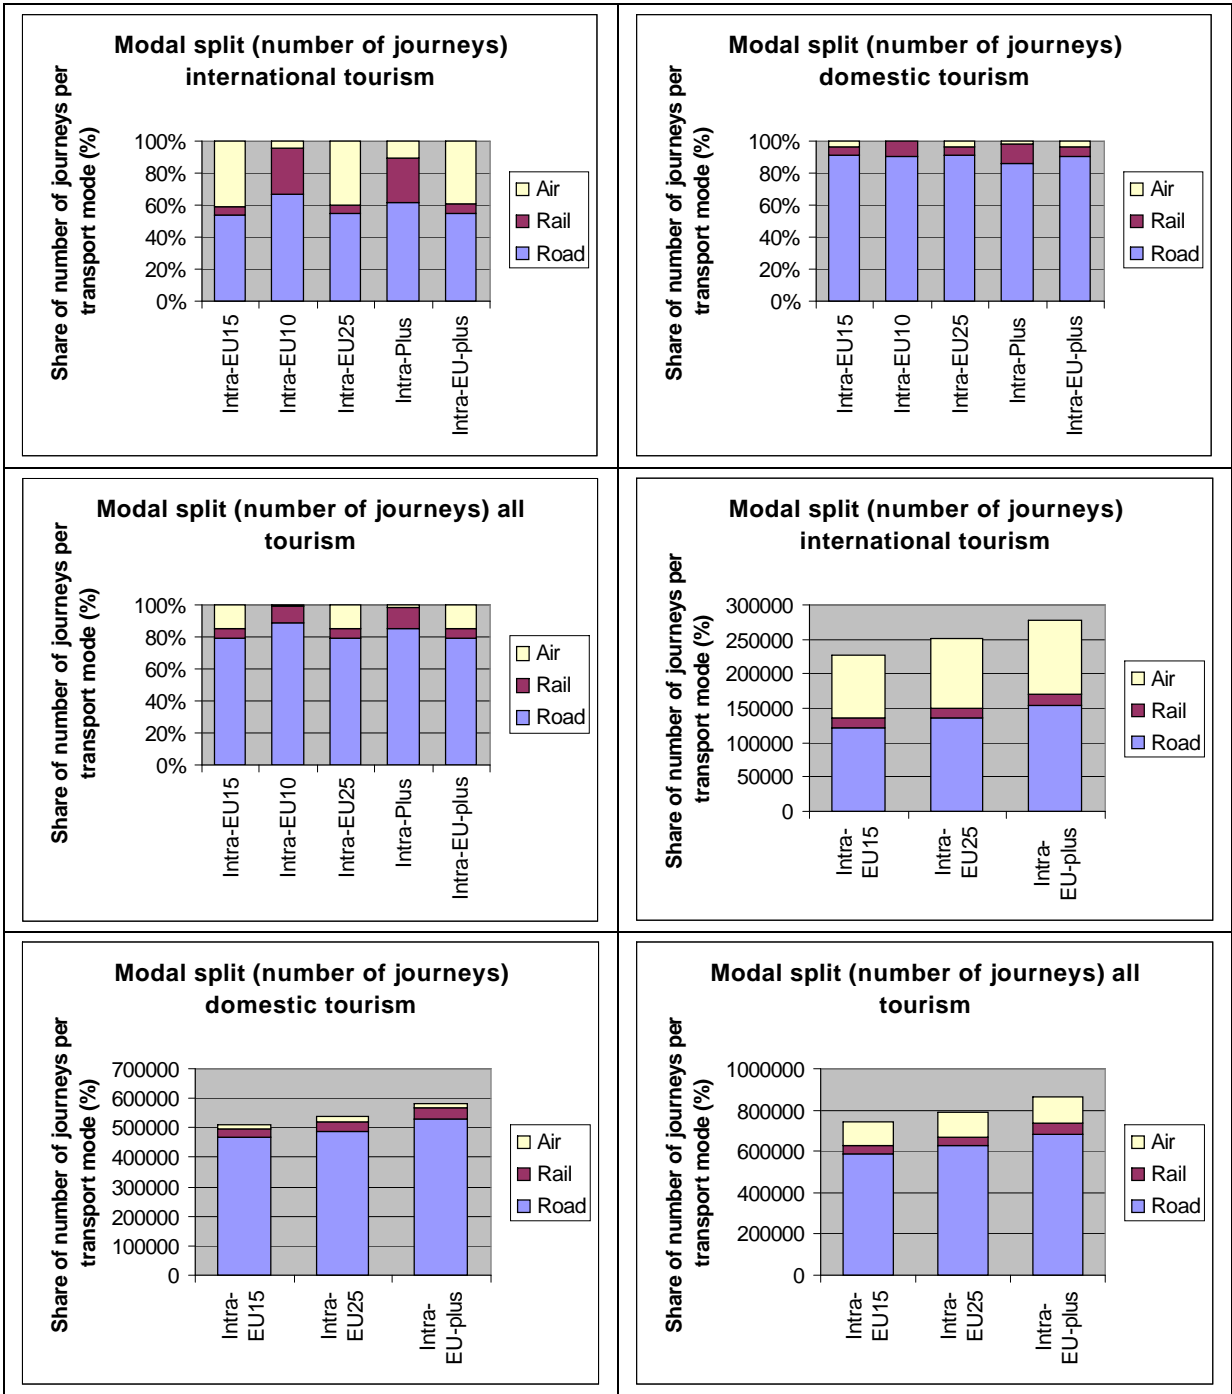 Modal split (number of journeys)
international tourism
Share of number of journeys per
transport mode (%)
100%
80%
60%
40%
20%
0%
Intra-EU15
Intra-EU10
Intra-EU25
Intra-Plus
Intra-EU-plus
Air
Rail
Road
Modal split (number of journeys)
domestic tourism
Share of number of journeys per
transport mode (%)
100%
80%
60%
40%
20%
0%
Intra-EU15
Intra-EU10
Intra-EU25
Intra-Plus
Intra-EU-plus
Air
Rail
Road
Modal split (number of journeys) all
tourism
Share of number of journeys per
transport mode (%)
100%
80%
60%
40%
20%
0%
Intra-EU15
Intra-EU10
Intra-EU25
Intra-Plus
Intra-EU-plus
Air
Rail
Road
Modal split (number of journeys)
international tourism
Share of number of journeys per
transport mode (%)
300000
250000
200000
150000
100000
50000
0
Intra-
EU15
Intra-
EU25
Intra-
EU-plus
Air
Rail
Road
Modal split (number of journeys)
domestic tourism
Share of number of journeys per
transport mode (%)
700000
600000
500000
400000
300000
200000
100000
0
Intra-
EU15
Intra-
EU25
Intra-
EU-plus
Air
Rail
Road
Modal split (number of journeys) all
tourism
Share of number of journeys per
transport mode (%)
1000000
800000
600000
400000
200000
0
Intra-
EU15
Intra-
EU25
Intra-
EU-plus
Air
Rail
Road